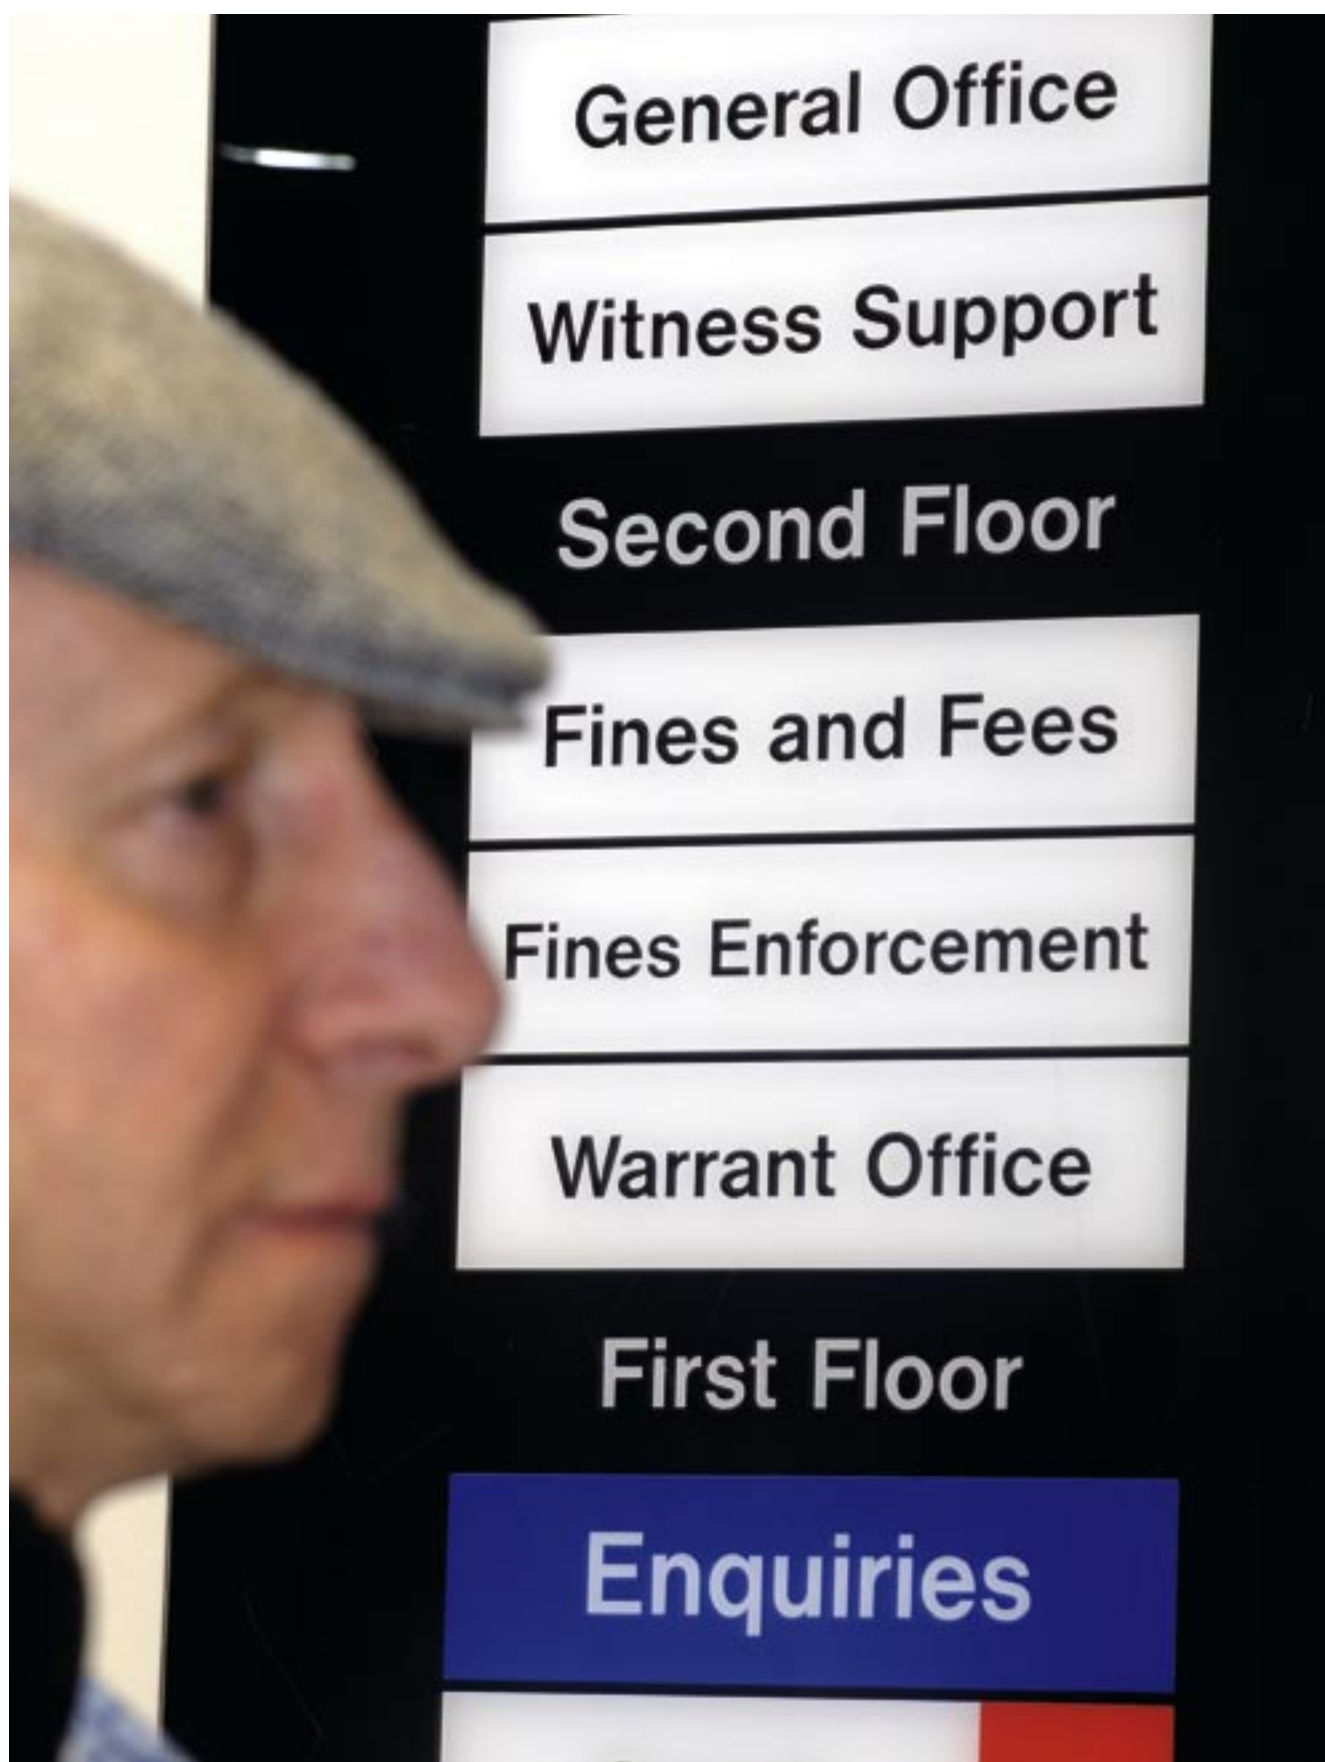 General Office
Witness Support
Second Floor
Fines and Fees
Fines Enforcement
Warrant Office
First Floor
Enquiries